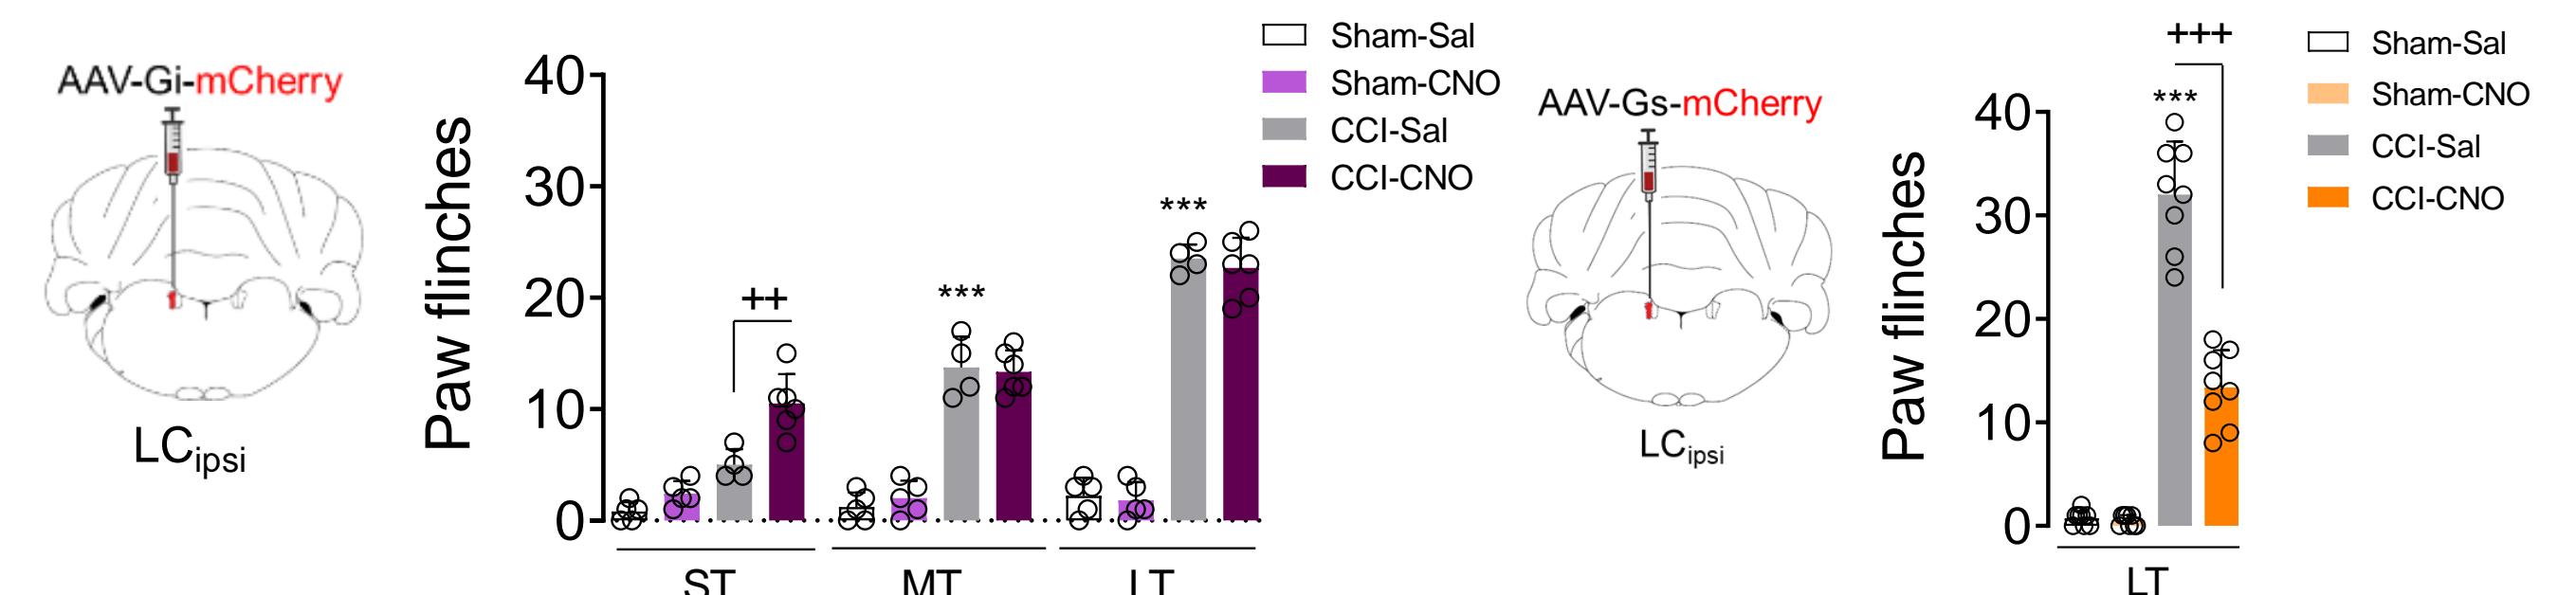 AAV-Gi-mCherry
LCipsi
Paw flinches
40
30
20
10
0
++
***
***
ST
MT
LT
Sham-Sal
Sham-CNO
CCI-Sal
CCI-CNO
AAV-Gs-mCherry
LCipsi
Paw flinches
40
30
20
10
0
+++
***
LT
Sham-Sal
Sham-CNO
CCI-Sal
CCI-CNO